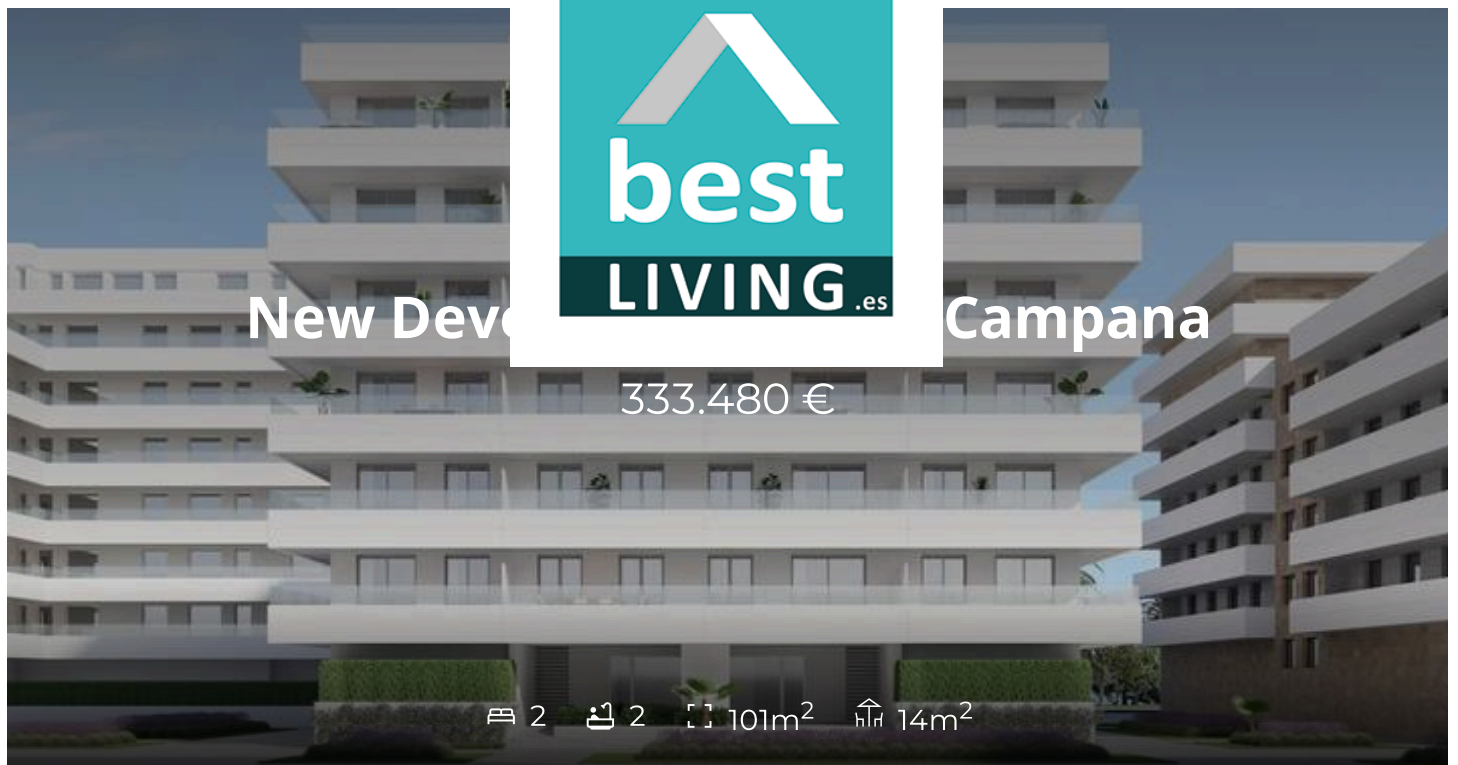 best
LIVING.es
New Deve Campana
333.480 €
2 2 101m² 14m²